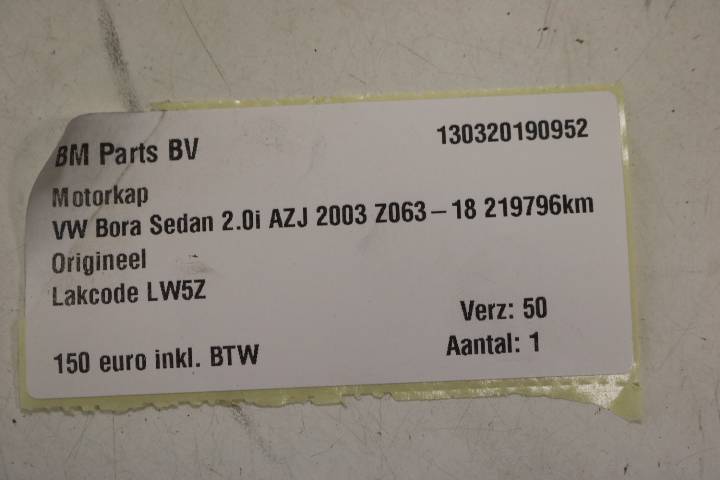 BM Parts BV 130320190952
Motorkap
VW Bora Sedan 2.0i AZJ 2003 Z063-18 219796km
Origineel
Lakcode LW5Z
Verz: 50
150 euro inkl. BTW Aantal: 1